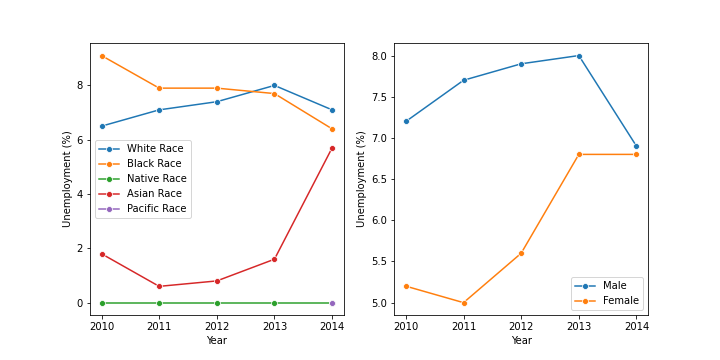 Unemployment (%)
8
6
4
2
0
White Race
Black Race
Native Race
Asian Race
Pacific Race
2010 2011 2012 2013 2014
Year
Unemployment (%)
8.0
7.5
7.0
6.5
6.0
5.5
5.0
Male
Female
2010 2011 2012 2013 2014
Year